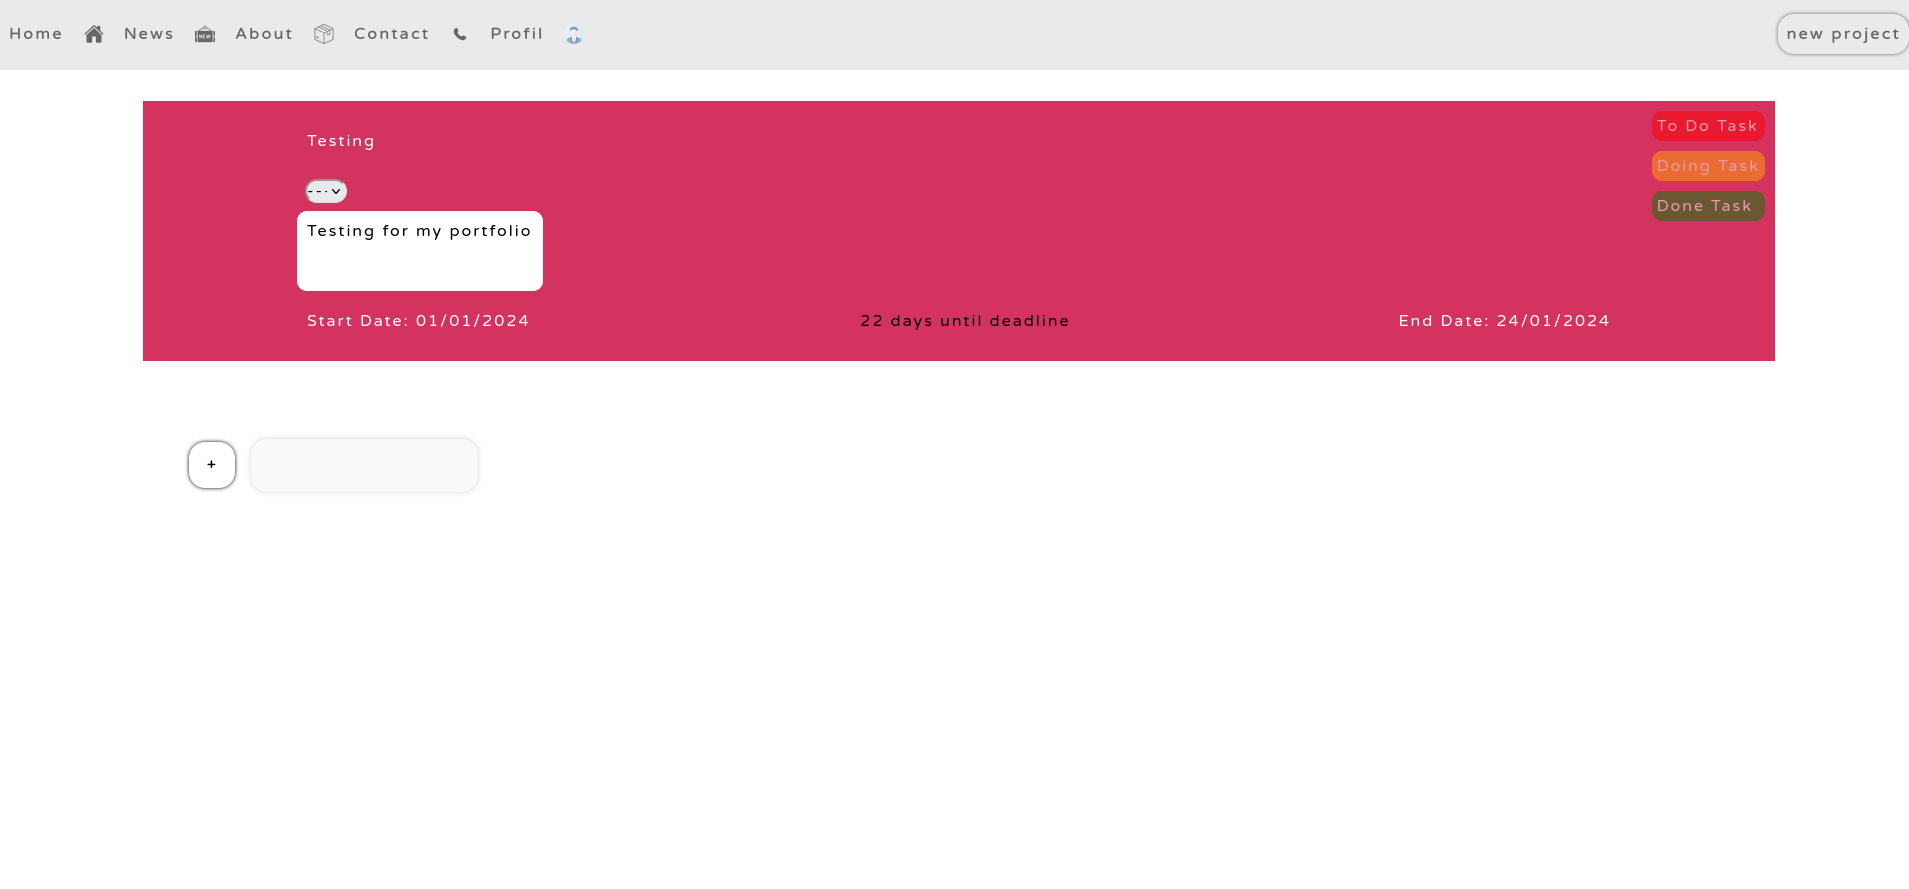 Home News NEW About Contact Profil new project
Testing
To Do Task
Doing Task
Done Task
Testing for my portfolio
Start Date: 01/01/2024 22 days until deadline End Date: 24/01/2024
+